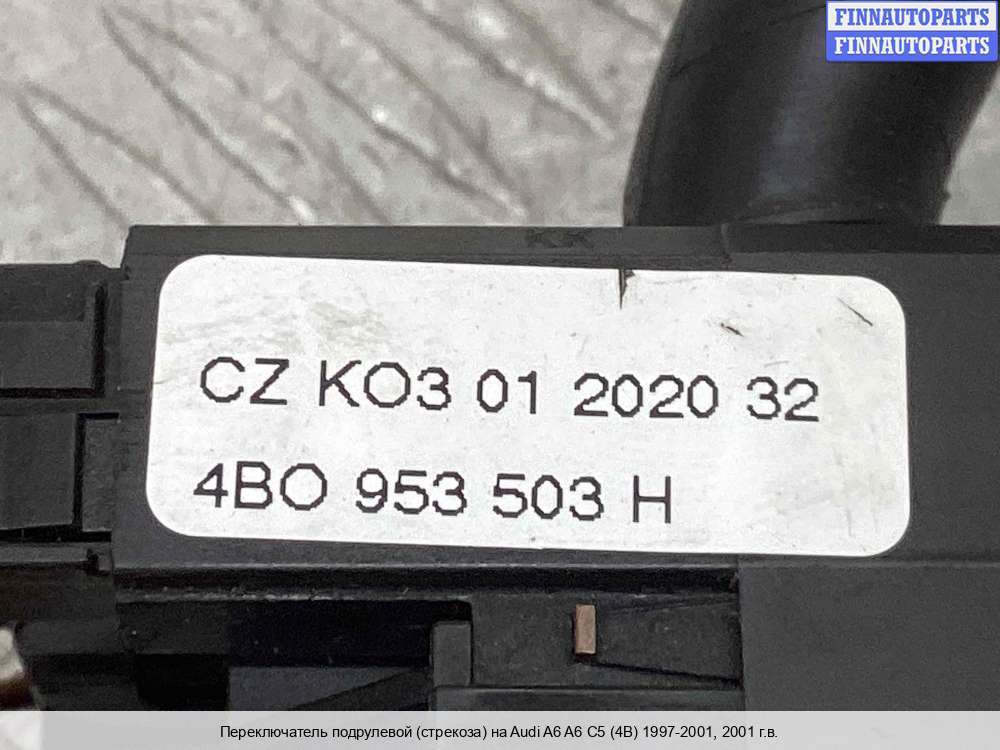 FINNAUTOPARTS
FINNAUTOPARTS
CZ KO3 01 2020 32
4BO 953 503 H
Переключатель подрулевой (стрекоза) на Audi A6 A6 C5 (4B) 1997-2001, 2001 г.в.